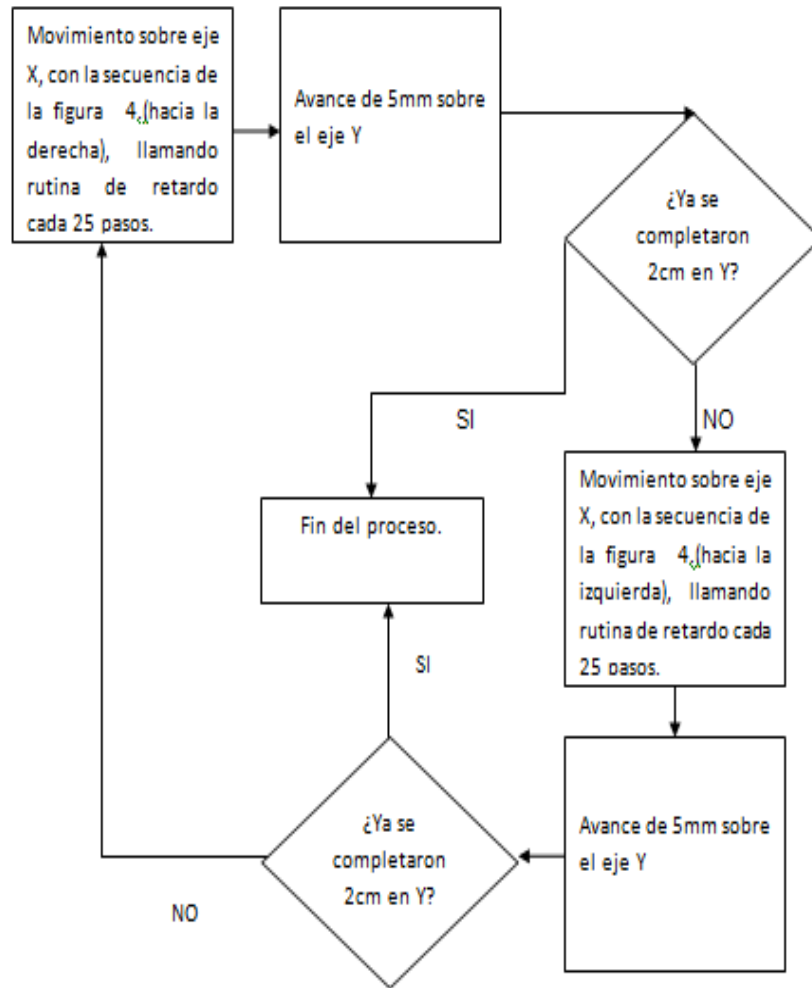 Movimiento sobre eje
X, con la secuencia de
la figura 4,(hacia la
derecha), llamando
rutina de retardo
cada 25 pasos.
Avance de 5mm sobre
el eje Y
¿Ya se
completaron
2cm en Y?
SI
NO
Movimiento sobre eje
X, con la secuencia de
la figura 4,(hacia la
izquierda), llamando
rutina de retardo cada
25 pasos.
Fin del proceso.
SI
Avance de 5mm sobre
el eje Y
¿Ya se
completaron
2cm en Y?
NO